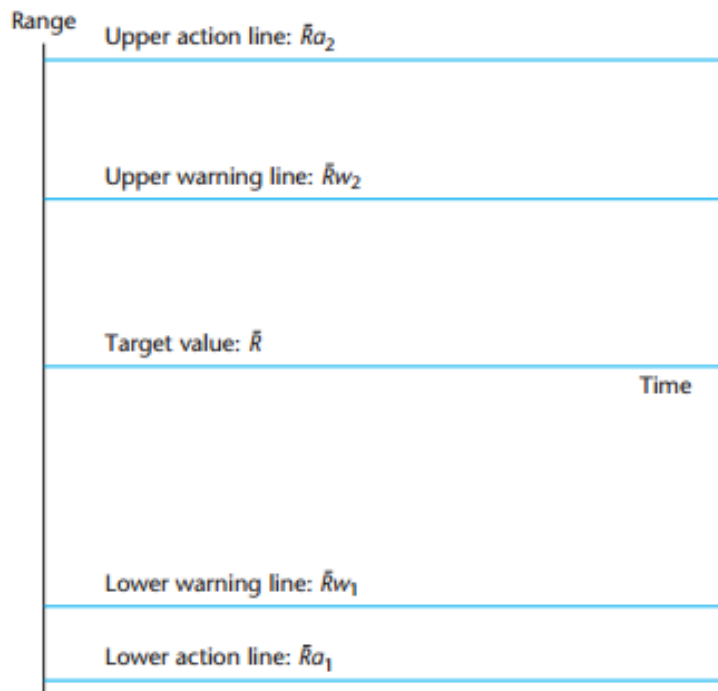 Range
Upper action line: R̄a₂
Upper warning line: R̄w₂
Target value: R̄
Time
Lower warning line: R̄w₁
Lower action line: R̄a₁